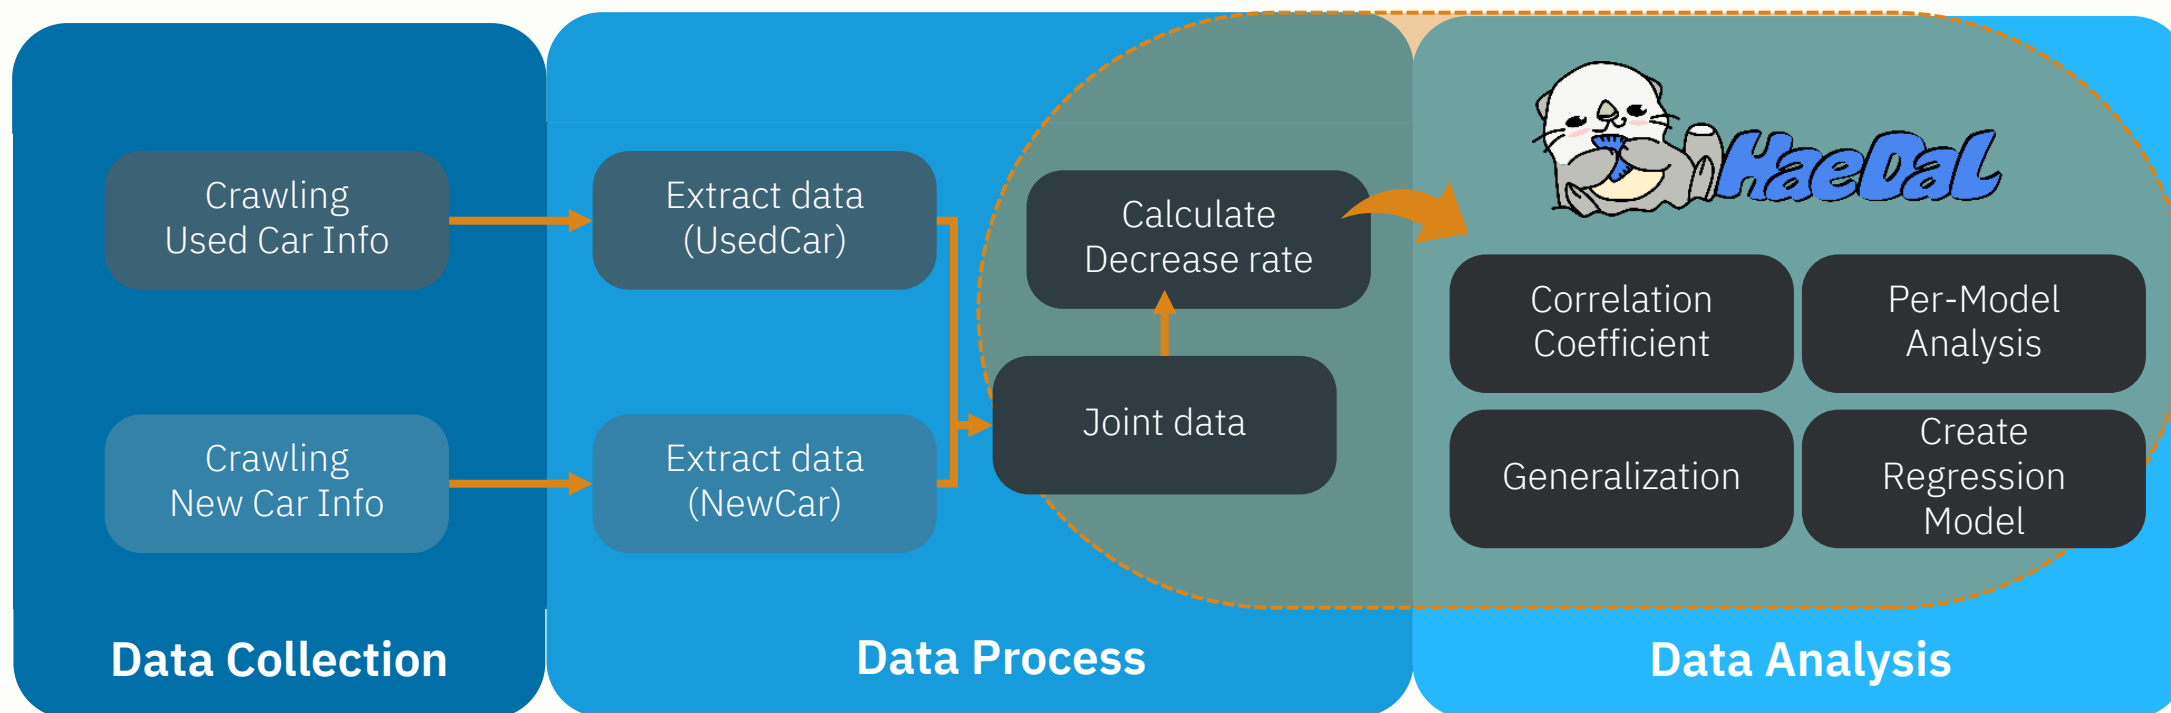 Crawling
Used Car Info
Crawling
New Car Info
Data Collection
Extract data
(UsedCar)
Extract data
(NewCar)
Joint data
Calculate
Decrease rate
Data Process
HaeDaL
Correlation
Coefficient
Per-Model
Analysis
Generalization
Create
Regression
Model
Data Analysis